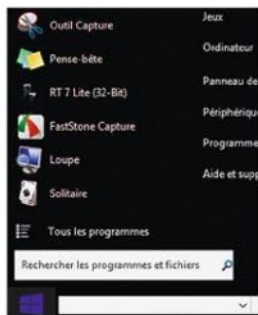 Outil Capture
Pense-bête
RT 7 Lite (32-Bit)
FastStone Capture
Loupe
Solitaire
Tous les programmes
Rechercher les programmes et fichiers
Jeux
Ordinateur
Panneau de
Périphérique
Programme
Aide et supp